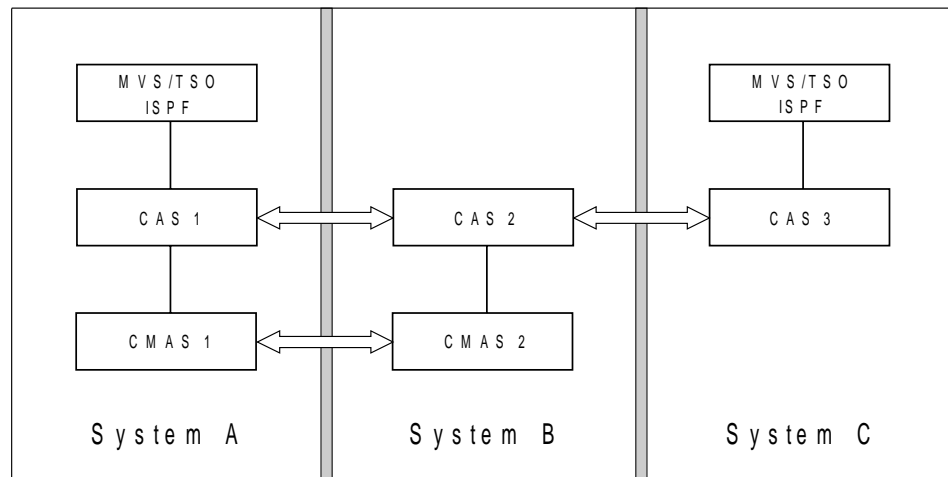 MVS/TSO
ISPF
MVS/TSO
ISPF
CAS 1
CAS 2
CAS 3
CMAS 1
CMAS 2
System A
System B
System C